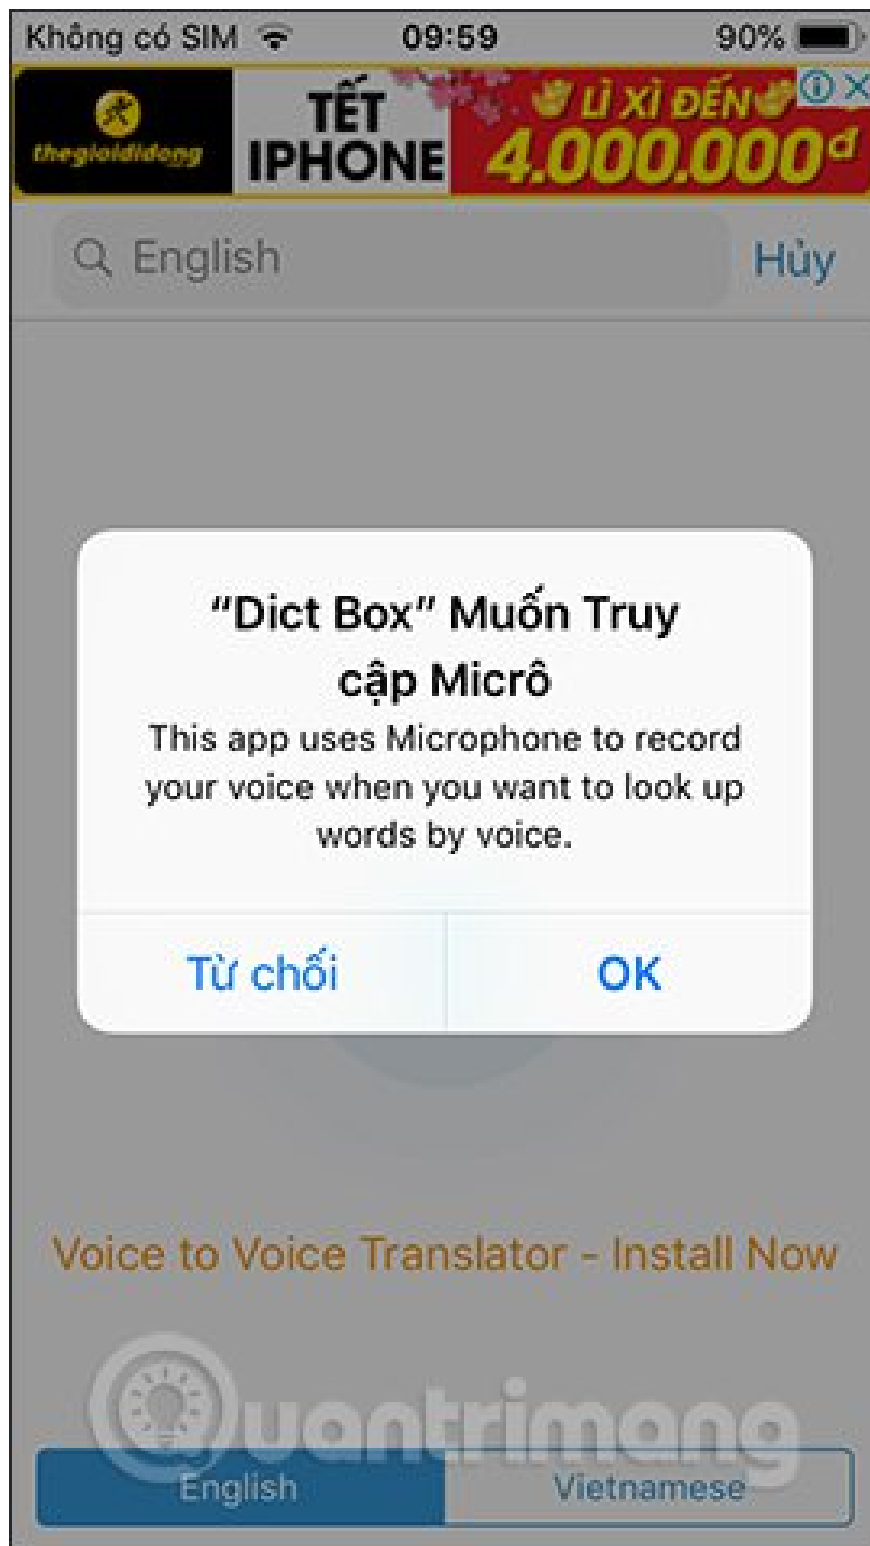 Không có SIM 09:59 90%
thegioididong
TẾT
IPHONE
LÌ XÌ ĐẾN
4.000.000đ
English Hủy
“Dict Box” Muốn Truy
cập Micrô
This app uses Microphone to record
your voice when you want to look up
words by voice.
Từ chối OK
Voice to Voice Translator - Install Now
Quantrimang
English Vietnamese